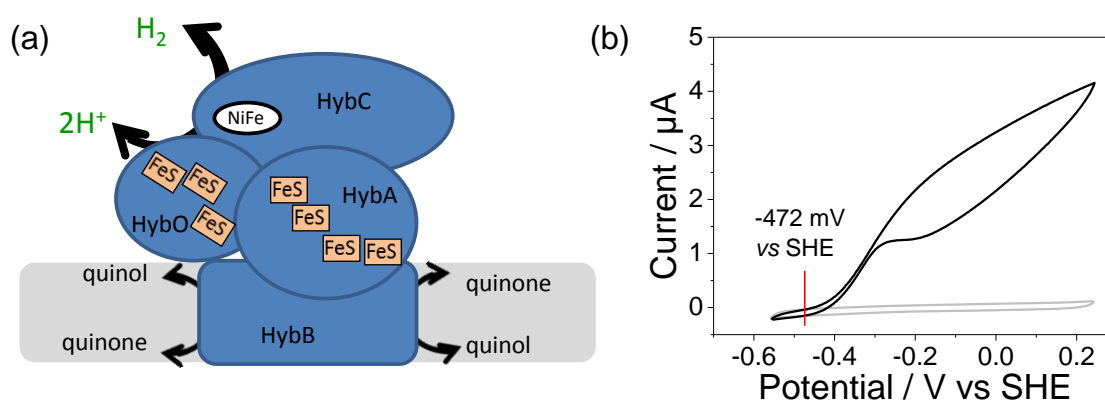 (a)
H₂
HybC
NiFe
2H⁺
FeS
FeS
FeS
HybO
FeS
HybA
FeS
FeS
FeS
quinol
quinone
quinone
HybB
quinol
(b)
Current / µA
5
4
3
2
1
0
-472 mV
vs SHE
-0.6
-0.4
-0.2
0.0
0.2
Potential / V vs SHE